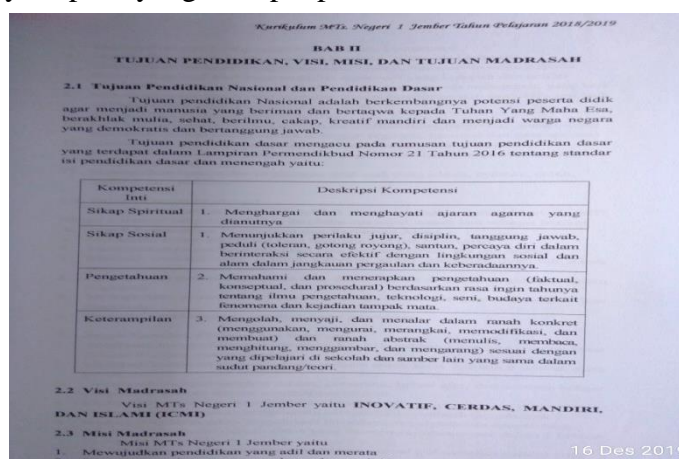 Kurikulum MTs. Negeri 1 Jember Tahun Pelajaran 2018/2019
BAB II
TUJUAN PENDIDIKAN, VISI, MISI, DAN TUJUAN MADRASAH
2.1 Tujuan Pendidikan Nasional dan Pendidikan Dasar
Tujuan pendidikan Nasional adalah berkembangnya potensi peserta didik
agar menjadi manusia yang beriman dan bertaqwa kepada Tuhan Yang Maha Esa,
berakhlak mulia, sehat, berilmu, cakap, kreatif mandiri dan menjadi warga negara
yang demokratis dan bertanggung jawab.
Tujuan pendidikan dasar mengacu pada rumusan tujuan pendidikan dasar
yang terdapat dalam Lampiran Permendikbud Nomor 21 Tahun 2016 tentang standar
isi pendidikan dasar dan menengah yaitu:
Kompetensi
Inti
Deskripsi Kompetensi
Sikap Spiritual
1. Menghargai dan menghayati ajaran agama yang
dianutnya
Sikap Sosial
1. Menunjukkan perilaku jujur, disiplin, tanggung jawab,
peduli (toleran, gotong royong), santun, percaya diri dalam
berinteraksi secara efektif dengan lingkungan sosial dan
alam dalam jangkauan pergaulan dan keberadaannya.
Pengetahuan
2. Memahami dan menerapkan pengetahuan (faktual,
konseptual, dan prosedural) berdasarkan rasa ingin tahunya
tentang ilmu pengetahuan, teknologi, seni, budaya terkait
fenomena dan kejadian tampak mata.
Keterampilan
3. Mengolah, menyaji, dan menalar dalam ranah konkret
(menggunakan, mengurai, merangkai, memodifikasi, dan
membuat) dan ranah abstrak (menulis, membaca,
menghitung, menggambar, dan mengarang) sesuai dengan
yang dipelajari di sekolah dan sumber lain yang sama dalam
sudut pandang/teori.
2.2 Visi Madrasah
Visi MTs Negeri 1 Jember yaitu INOVATIF, CERDAS, MANDIRI,
DAN ISLAMI (ICMI)
2.3 Misi Madrasah
Misi MTs Negeri 1 Jember yaitu
1. Mewujudkan pendidikan yang adil dan merata
16 Des 201